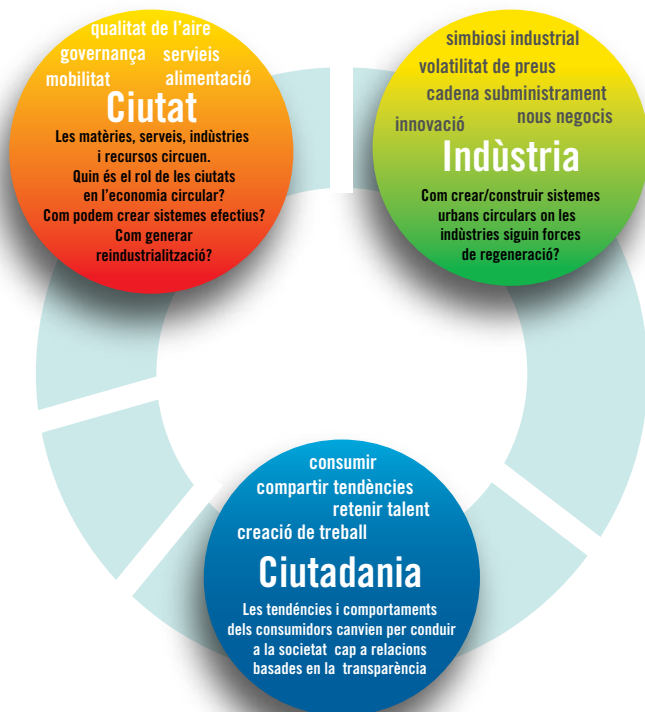 qualitat de l'aire
governança servieis
mobilitat alimentació
Ciutat
Les matèries, serveis, indùstries
i recursos circuen.
Quin és el rol de les ciutats
en l'economia circular?
Com podem crear sistemes efectius?
Com generar
reindustrialització?
simbiosi industrial
volatilitat de preus
cadena subministrament
innovació nous negocis
Indùstria
Com crear/construir sistemes
urbans circulars on les
indùstries siguin forces
de regeneració?
consumir
compartir tendències
retenir talent
creació de treball
Ciutadania
Les tendéncies i comportaments
dels consumidors canvien per conduir
a la societat cap a relacions
basades en la transparència